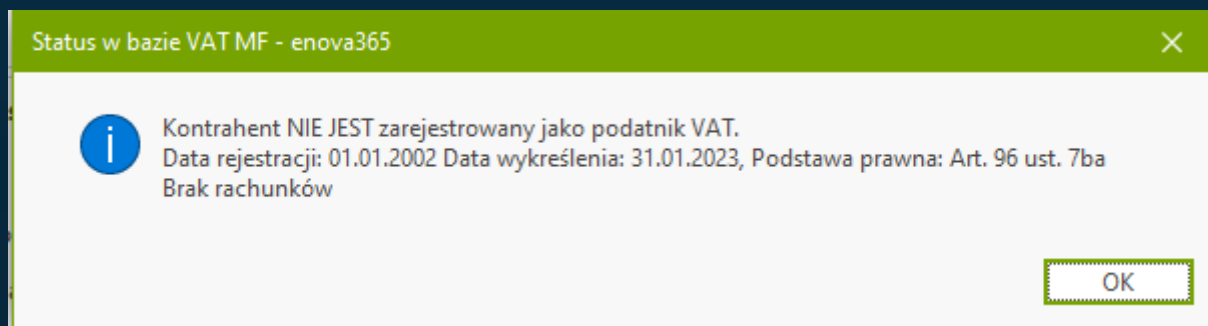 Status w bazie VAT MF - enova365
Kontrahent NIE JEST zarejestrowany jako podatnik VAT.
Data rejestracji: 01.01.2002 Data wykreślenia: 31.01.2023, Podstawa prawna: Art. 96 ust. 7ba
Brak rachunków
OK